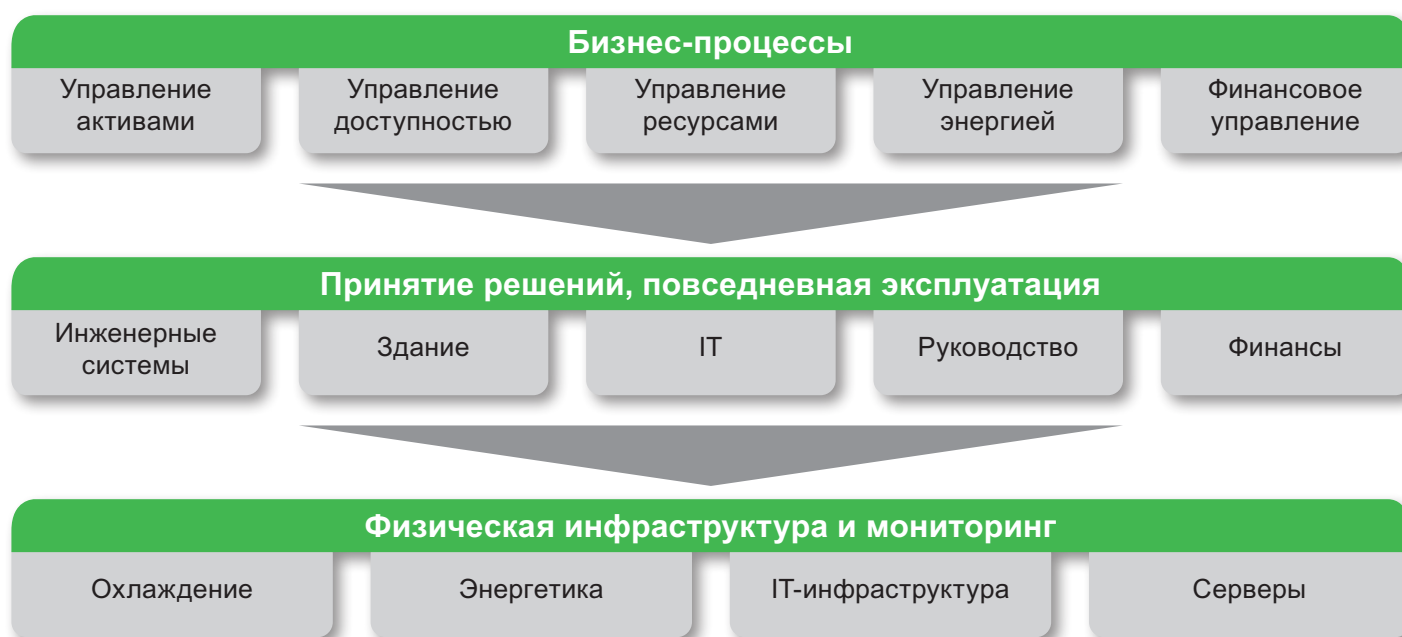 Бизнес-процессы
Управление
активами
Управление
доступностью
Управление
ресурсами
Управление
энергией
Финансовое
управление
Принятие решений, повседневная эксплуатация
Инженерные
системы
Здание
IT
Руководство
Финансы
Физическая инфраструктура и мониторинг
Охлаждение
Энергетика
IT-инфраструктура
Серверы